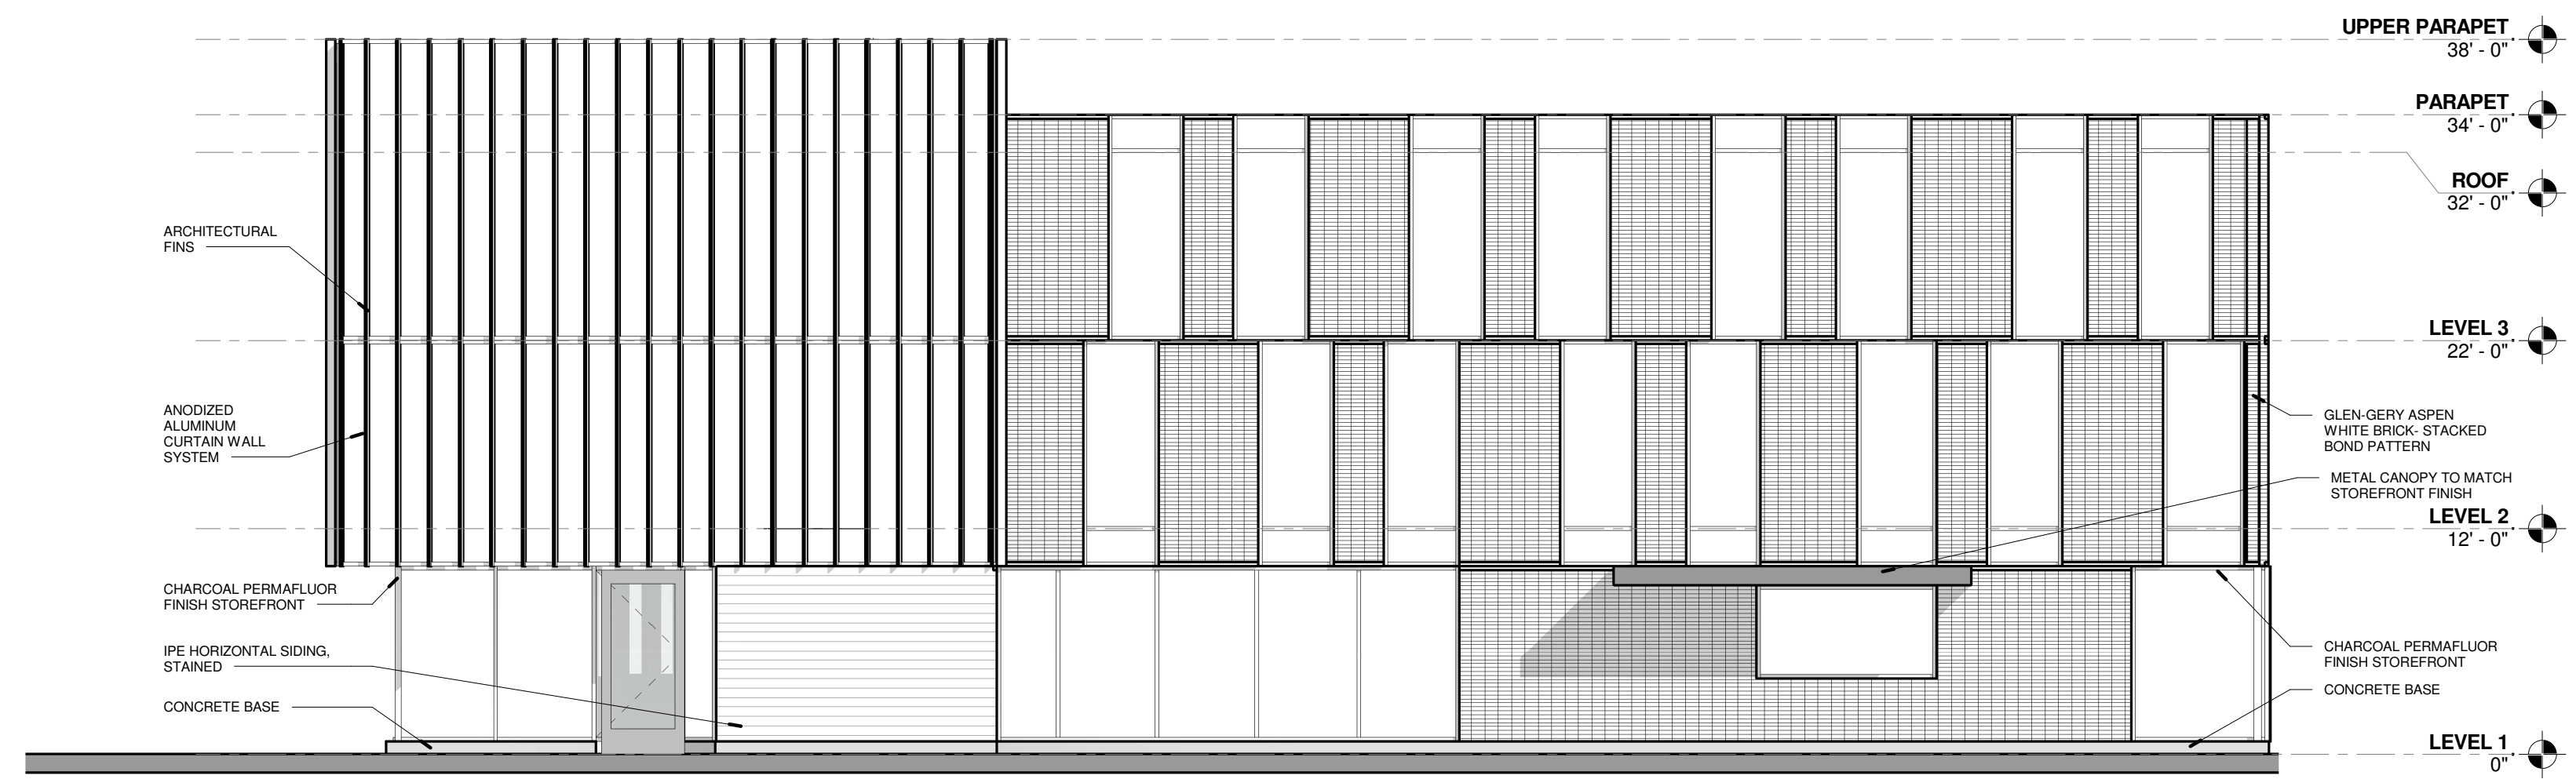 UPPER PARAPET
38' - 0"
PARAPET
34' - 0"
ROOF
32' - 0"
ARCHITECTURAL
FINS
LEVEL 3
22' - 0"
ANODIZED
ALUMINUM
CURTAIN WALL
SYSTEM
GLEN-GERY ASPEN
WHITE BRICK- STACKED
BOND PATTERN
METAL CANOPY TO MATCH
STOREFRONT FINISH
LEVEL 2
12' - 0"
CHARCOAL PERMAFLUOR
FINISH STOREFRONT
IPE HORIZONTAL SIDING,
STAINED
CONCRETE BASE
CHARCOAL PERMAFLUOR
FINISH STOREFRONT
CONCRETE BASE
LEVEL 1
0"